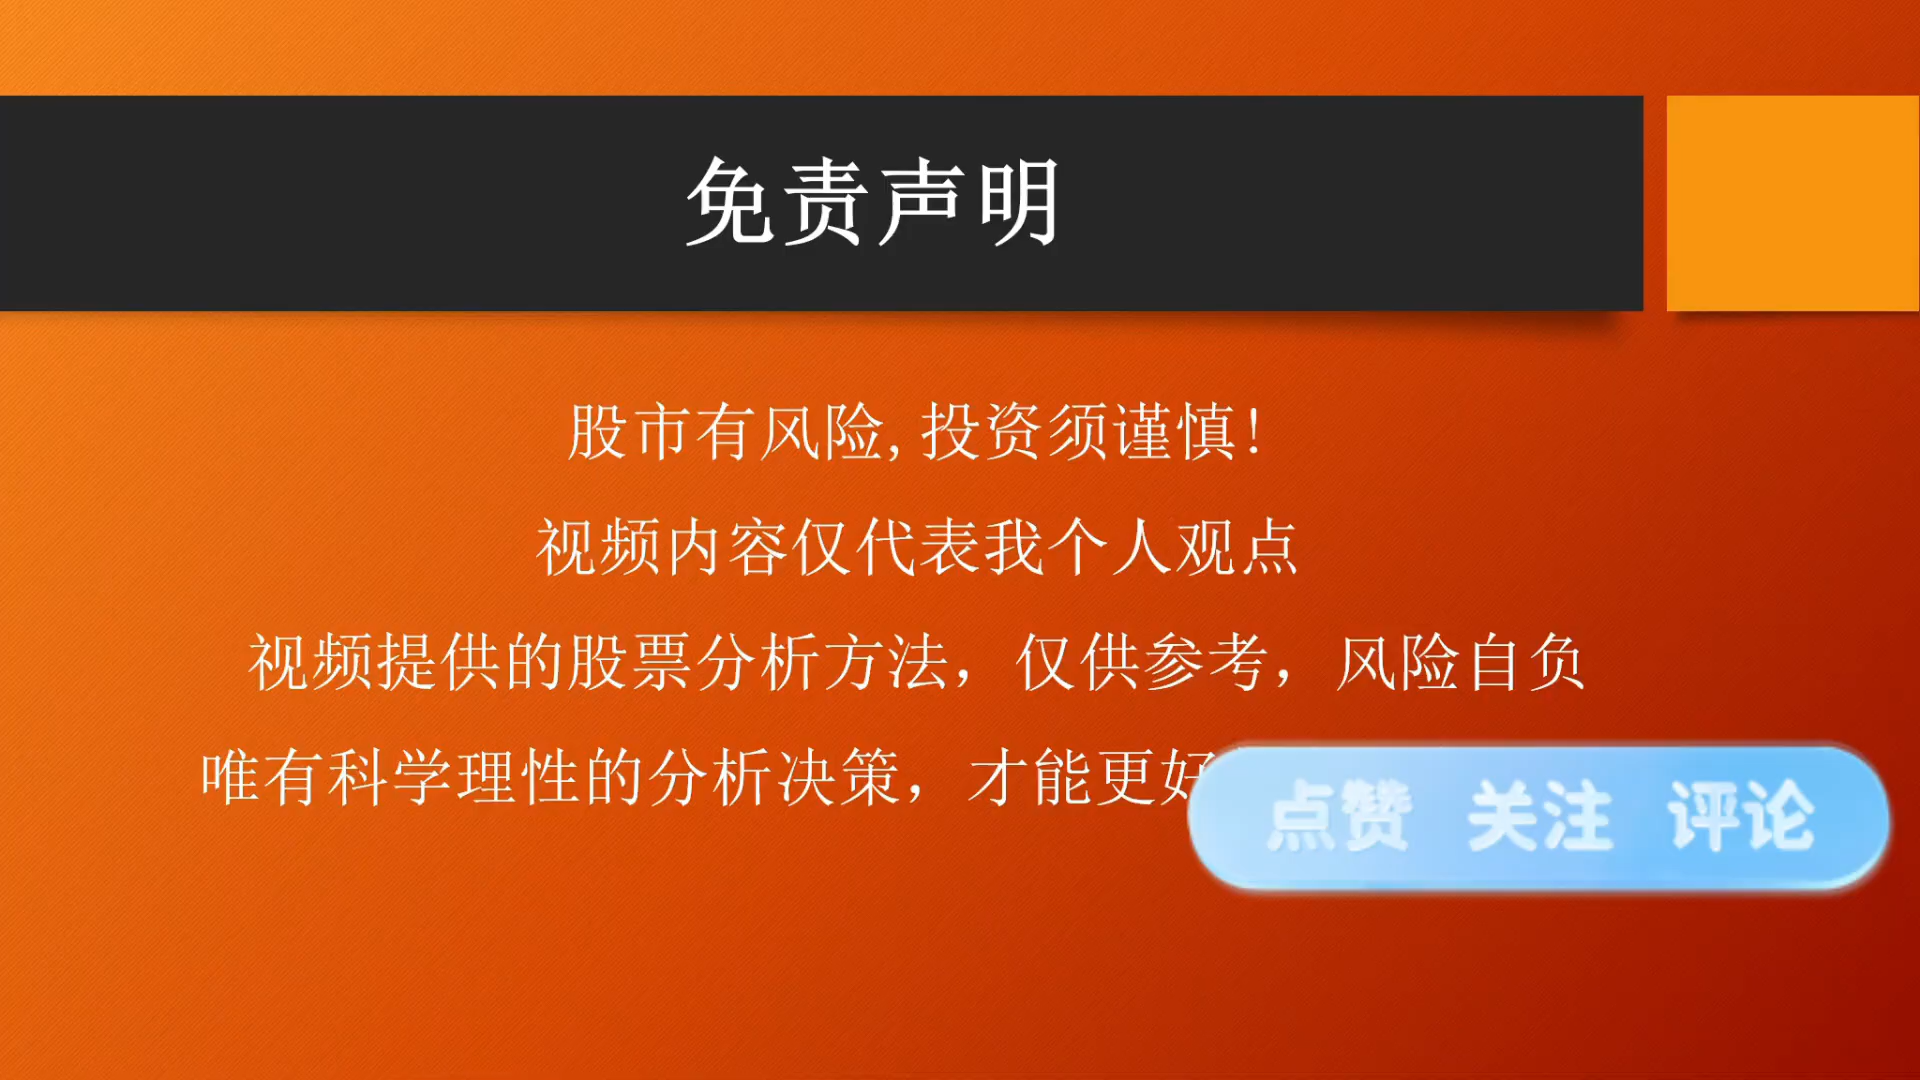 免责声明
股市有风险,投资须谨慎!
视频内容仅代表我个人观点
视频提供的股票分析方法，仅供参考，风险自负
唯有科学理性的分析决策，才能更好
点赞 关注 评论